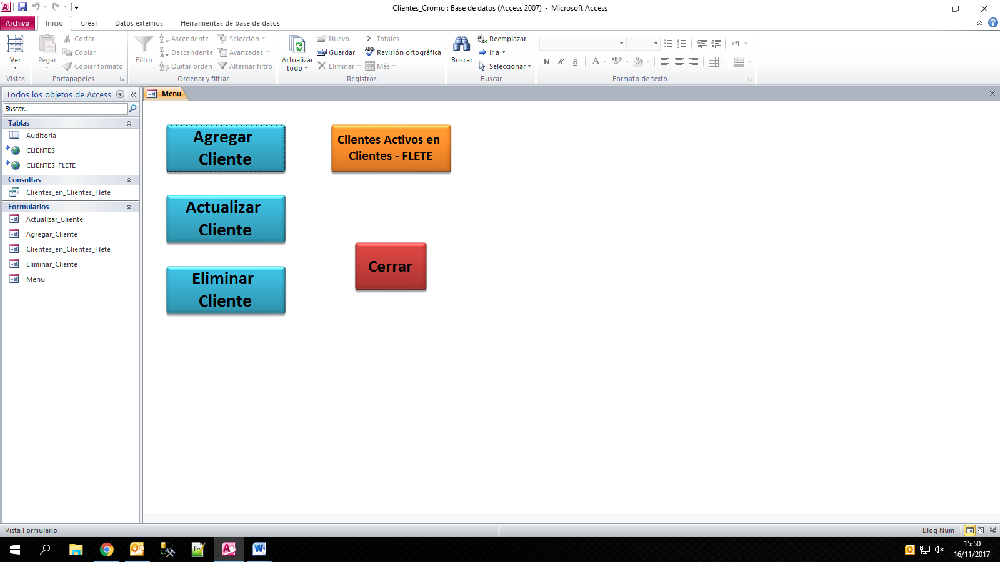 Clientes_Cromo : Base de datos (Access 2007) - Microsoft Access
Archivo Inicio Crear Datos externos Herramientas de base de datos
Ver
Vistas
Pegar
Cortar
Copiar
Copiar formato
Portapapeles
Filtro
Ascendente
Descendente
Quitar orden
Selección
Avanzadas
Alternar filtro
Ordenar y filtrar
Actualizar
todo
Nuevo
Guardar
Eliminar
Totales
Revisión ortográfica
Más
Registros
Buscar
Reemplazar
Ir a
Seleccionar
Buscar
N K S
Formato de texto
Todos los objetos de Access
Buscar...
Tablas
Auditoria
CLIENTES
CLIENTES_FLETE
Consultas
Clientes_en_Clientes_Flete
Formularios
Actualizar_Cliente
Agregar_Cliente
Clientes_en_Clientes_Flete
Eliminar_Cliente
Menu
Menu
Agregar
Cliente
Clientes Activos en
Clientes - FLETE
Actualizar
Cliente
Cerrar
Eliminar
Cliente
Vista Formulario
Bloq Num
15:50
16/11/2017